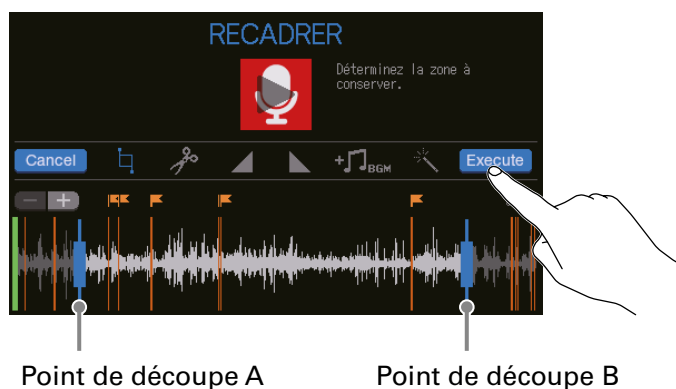 RECADRER
Déterminez la zone à
conserver.
Cancel
+ BGM
Execute
- +
Point de découpe A
Point de découpe B